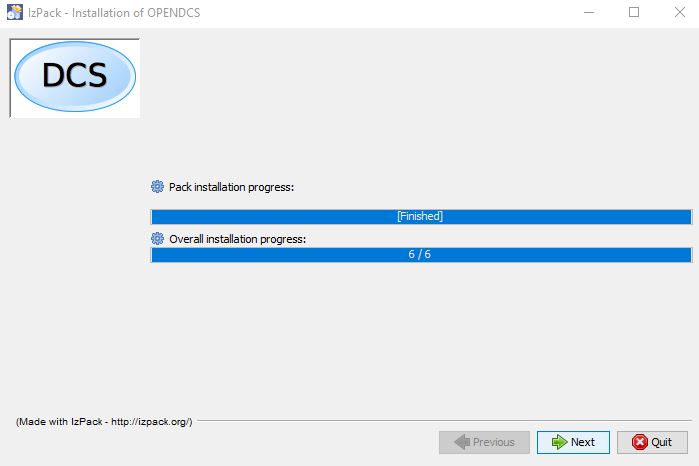 IzPack - Installation of OPENDCS
DCS
Pack installation progress:
[Finished]
Overall installation progress:
6 / 6
(Made with IzPack - http://izpack.org/)
Previous Next Quit